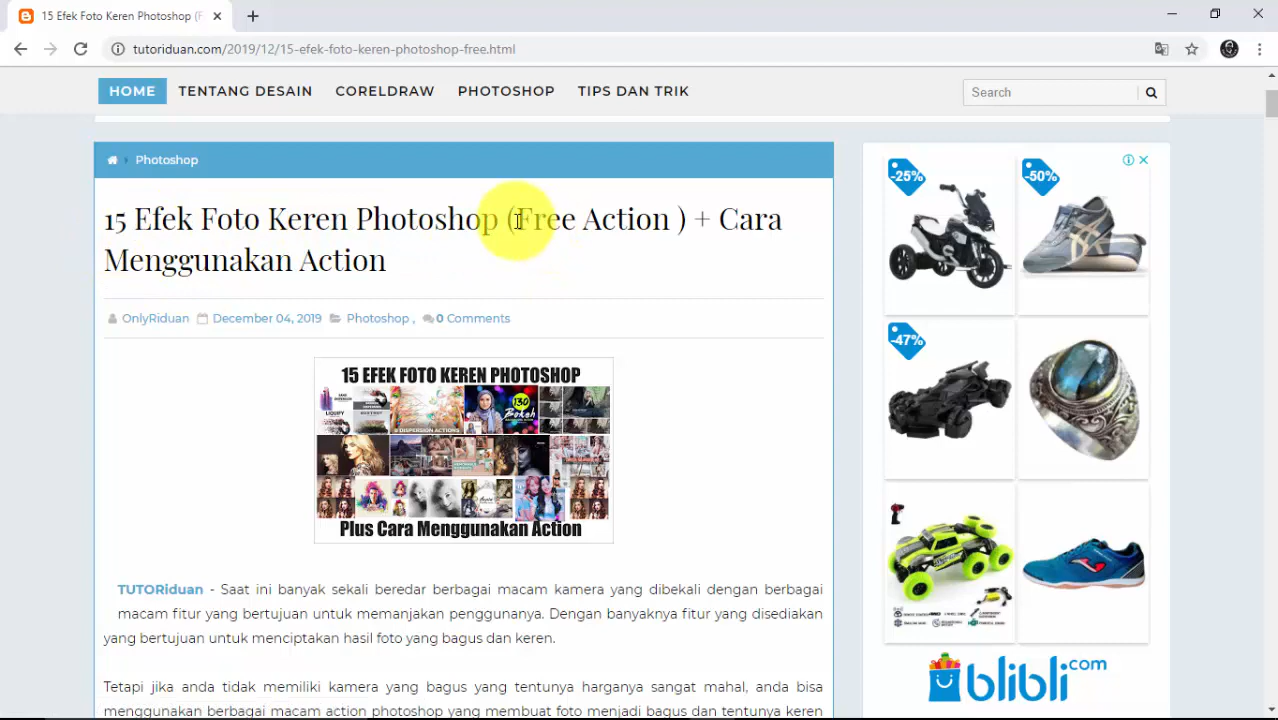 15 Efek Foto Keren Photoshop (F
tutoriduan.com/2019/12/15-efek-foto-keren-photoshop-free.html
HOME TENTANG DESAIN CORELDRAW PHOTOSHOP TIPS DAN TRIK Search
Photoshop
15 Efek Foto Keren Photoshop (Free Action ) + Cara
Menggunakan Action
OnlyRiduan December 04, 2019 Photoshop , 0 Comments
15 EFEK FOTO KEREN PHOTOSHOP
LIQUIFY
8 DISPERSION ACTIONS
130
Bokeh
Plus Cara Menggunakan Action
TUTORiduan - Saat ini banyak sekali beredar berbagai macam kamera yang dibekali dengan berbagai
macam fitur yang bertujuan untuk memanjakan penggunanya. Dengan banyaknya fitur yang disediakan
yang bertujuan untuk menciptakan hasil foto yang bagus dan keren.
Tetapi jika anda tidak memiliki kamera yang bagus yang tentunya harganya sangat mahal, anda bisa
menggunakan berbagai macam action photoshop yang membuat foto menjadi bagus dan tentunya keren
-25%
-50%
-47%
blibli.com